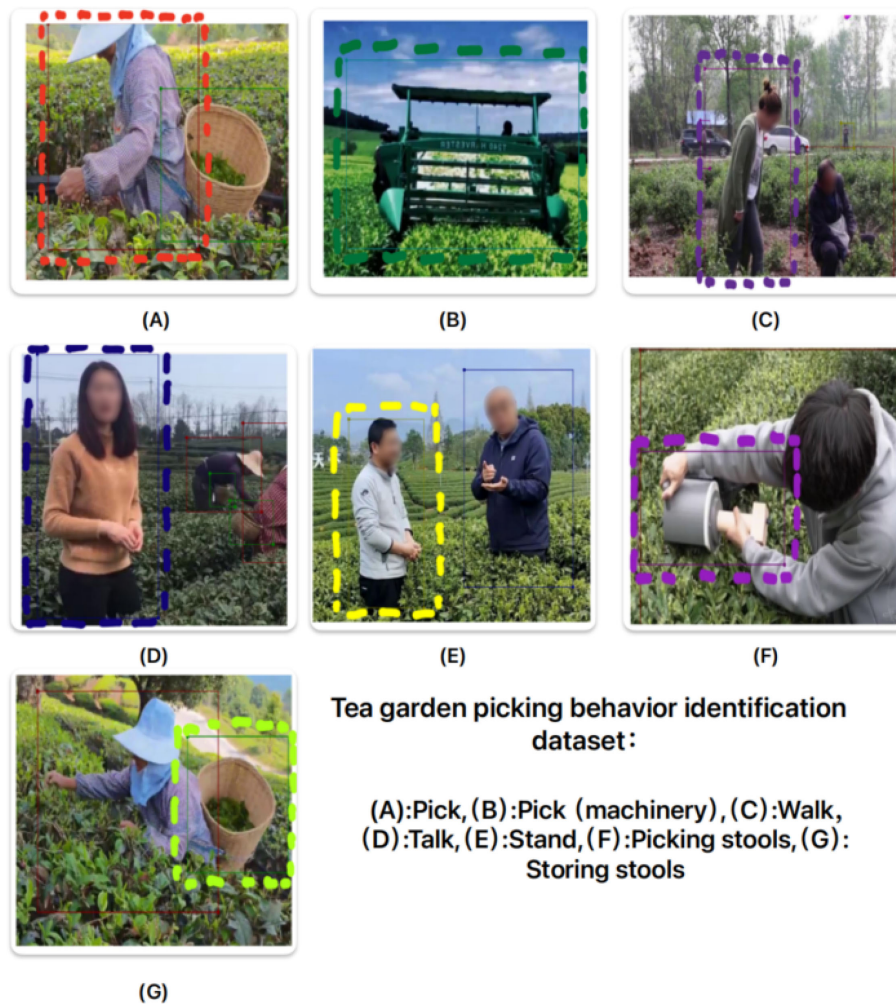 (A)
(B)
(C)
(D)
(E)
(F)
(G)
Tea garden picking behavior identification
dataset：
(A):Pick,(B):Pick (machinery),(C):Walk,
(D):Talk,(E):Stand,(F):Picking stools,(G):
Storing stools